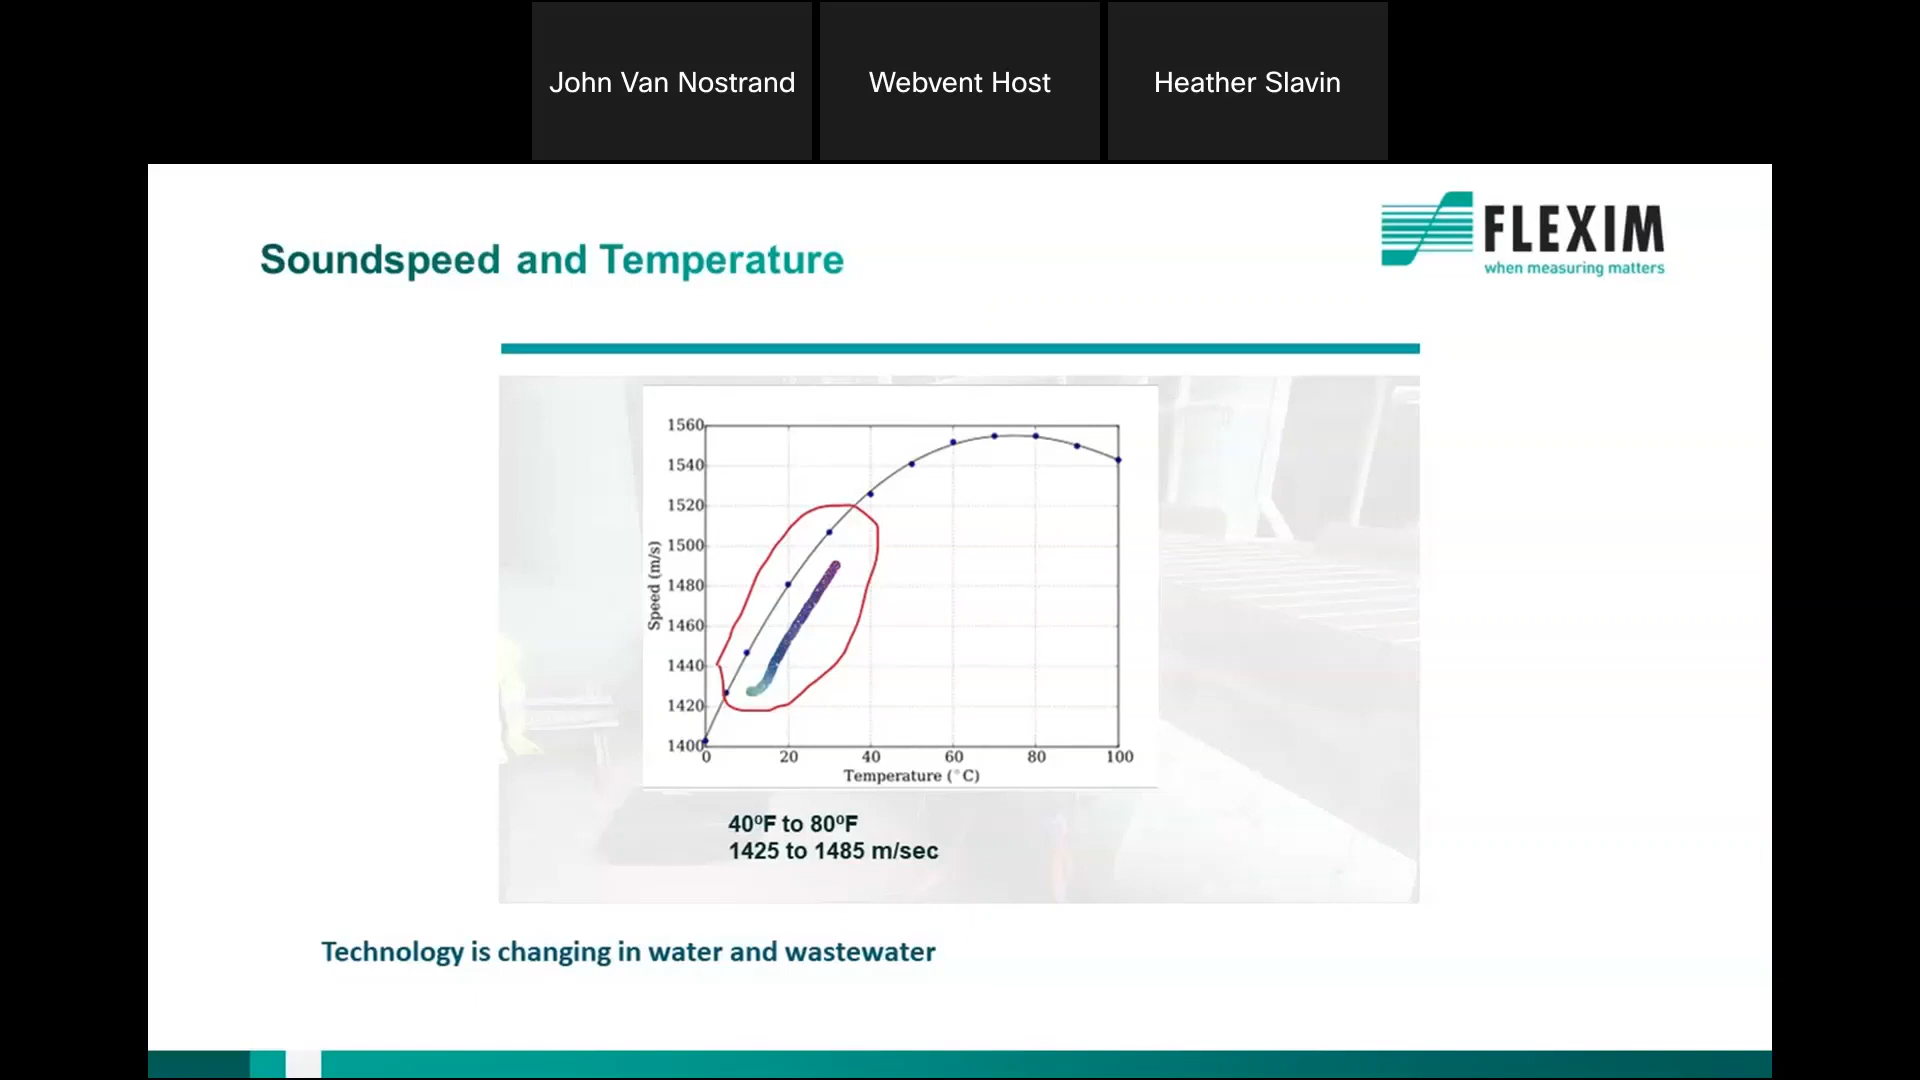 John Van Nostrand
Webvent Host
Heather Slavin
FLEXIM
when measuring matters
Soundspeed and Temperature
1560
1540
1520
1500
1480
1460
1440
1420
1400
Speed (m/s)
0 20 40 60 80 100
Temperature (°C)
40ºF to 80ºF
1425 to 1485 m/sec
Technology is changing in water and wastewater